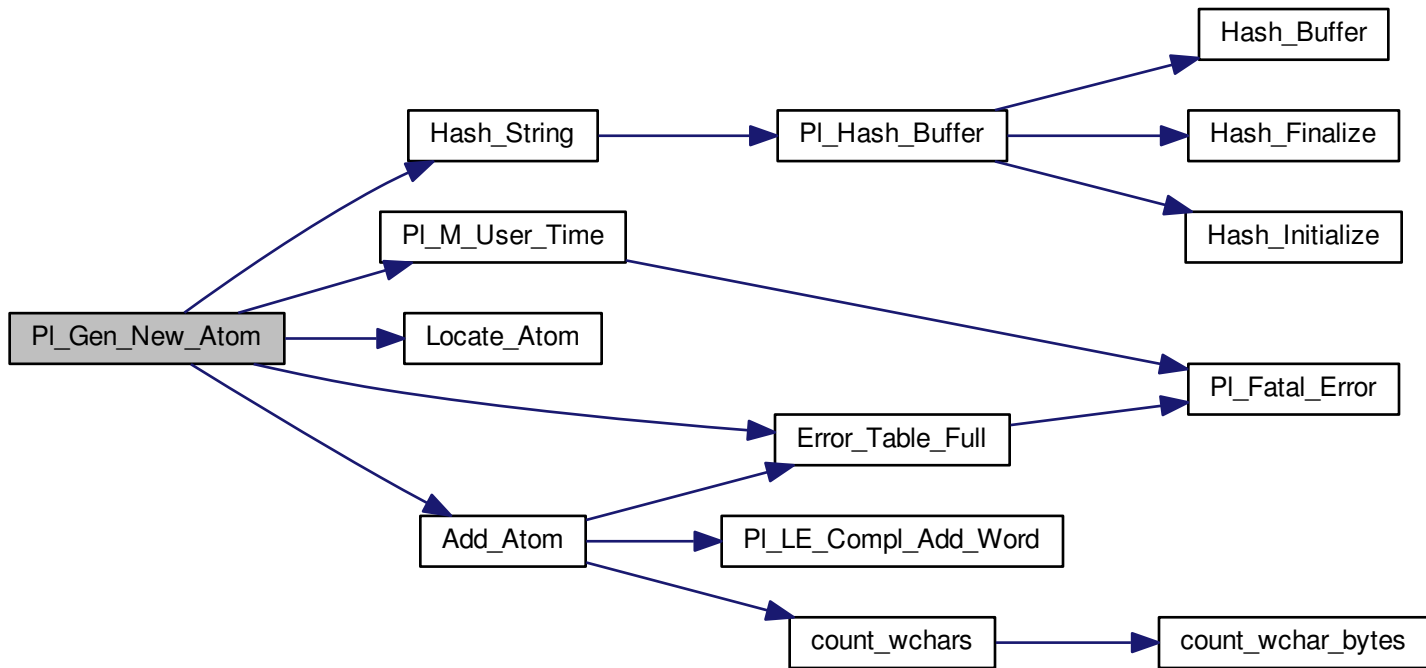 Hash_Buffer
Hash_String
Pl_Hash_Buffer
Hash_Finalize
Pl_M_User_Time
Hash_Initialize
Pl_Gen_New_Atom
Locate_Atom
Pl_Fatal_Error
Error_Table_Full
Add_Atom
Pl_LE_Compl_Add_Word
count_wchars
count_wchar_bytes